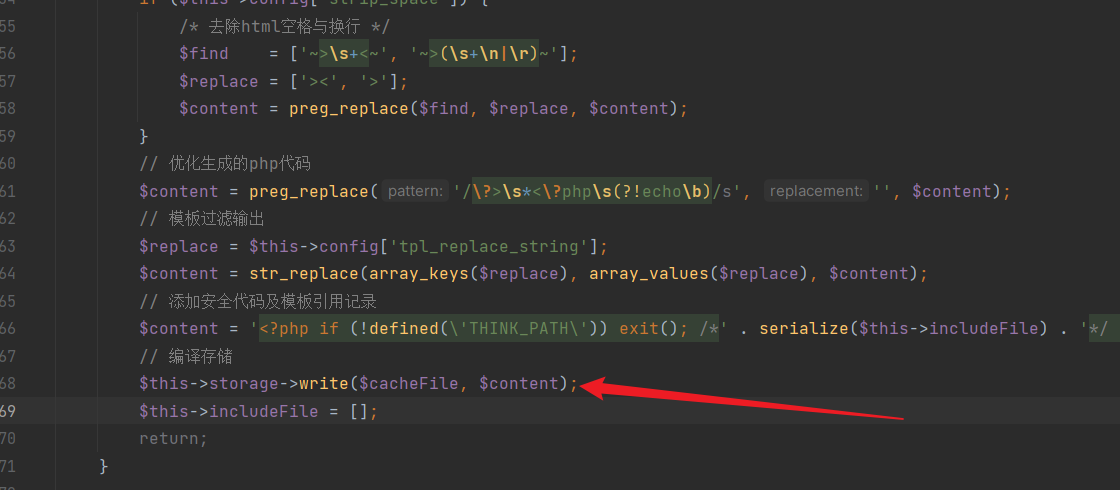 if ($this->config['strip_space']) {
55 /* 去除html空格与换行 */
56 $find    = ['~>\s+<~', '~>(\s+\n|\r)~'];
57 $replace = ['><', '>'];
58 $content = preg_replace($find, $replace, $content);
59 }
60 // 优化生成的php代码
61 $content = preg_replace( pattern: '/\?>\s*<\?php\s(?!echo\b)/s', replacement: '', $content);
62 // 模板过滤输出
63 $replace = $this->config['tpl_replace_string'];
64 $content = str_replace(array_keys($replace), array_values($replace), $content);
65 // 添加安全代码及模板引用记录
66 $content = '<?php if (!defined(\'THINK_PATH\')) exit(); /*' . serialize($this->includeFile) . '*/
67 // 编译存储
68 $this->storage->write($cacheFile, $content);
69 $this->includeFile = [];
70 return;
71 }